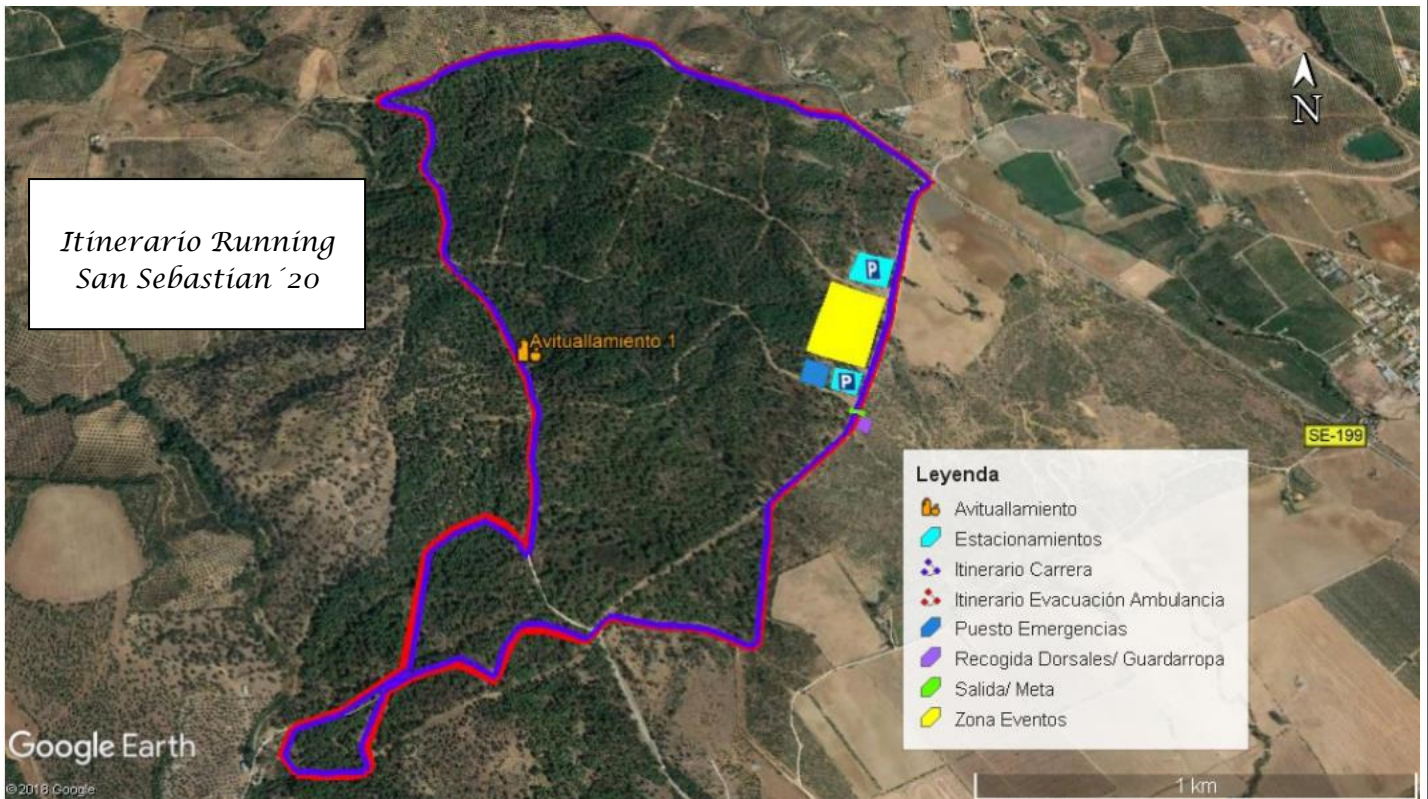 N
Itinerario Running
San Sebastian ´20
P
Avituallamiento 1
P
SE-199
Leyenda
Avituallamiento
Estacionamientos
Itinerario Carrera
Itinerario Evacuación Ambulancia
Puesto Emergencias
Recogida Dorsales/ Guardarropa
Salida/ Meta
Zona Eventos
Google Earth
©2018 Google
1 km